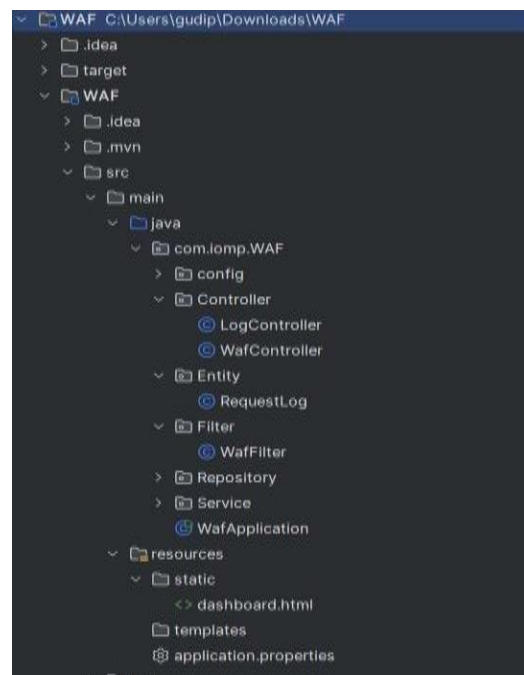 WAF C:\Users\gudip\Downloads\WAF
.idea
target
WAF
.idea
.mvn
src
main
java
com.iomp.WAF
config
Controller
LogController
WafController
Entity
RequestLog
Filter
WafFilter
Repository
Service
WafApplication
resources
static
dashboard.html
templates
application.properties